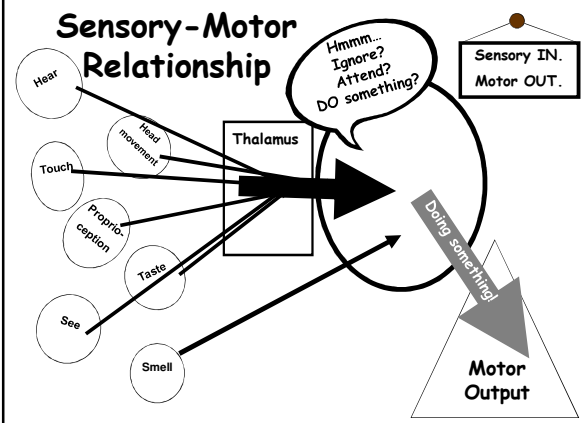 Sensory-Motor
Relationship
Hmmm...
Ignore?
Attend?
DO something?
Sensory IN.
Motor OUT.
Hear
Head
movement
Thalamus
Touch
Proprio-
ception
Taste
See
Smell
Doing something!
Motor
Output